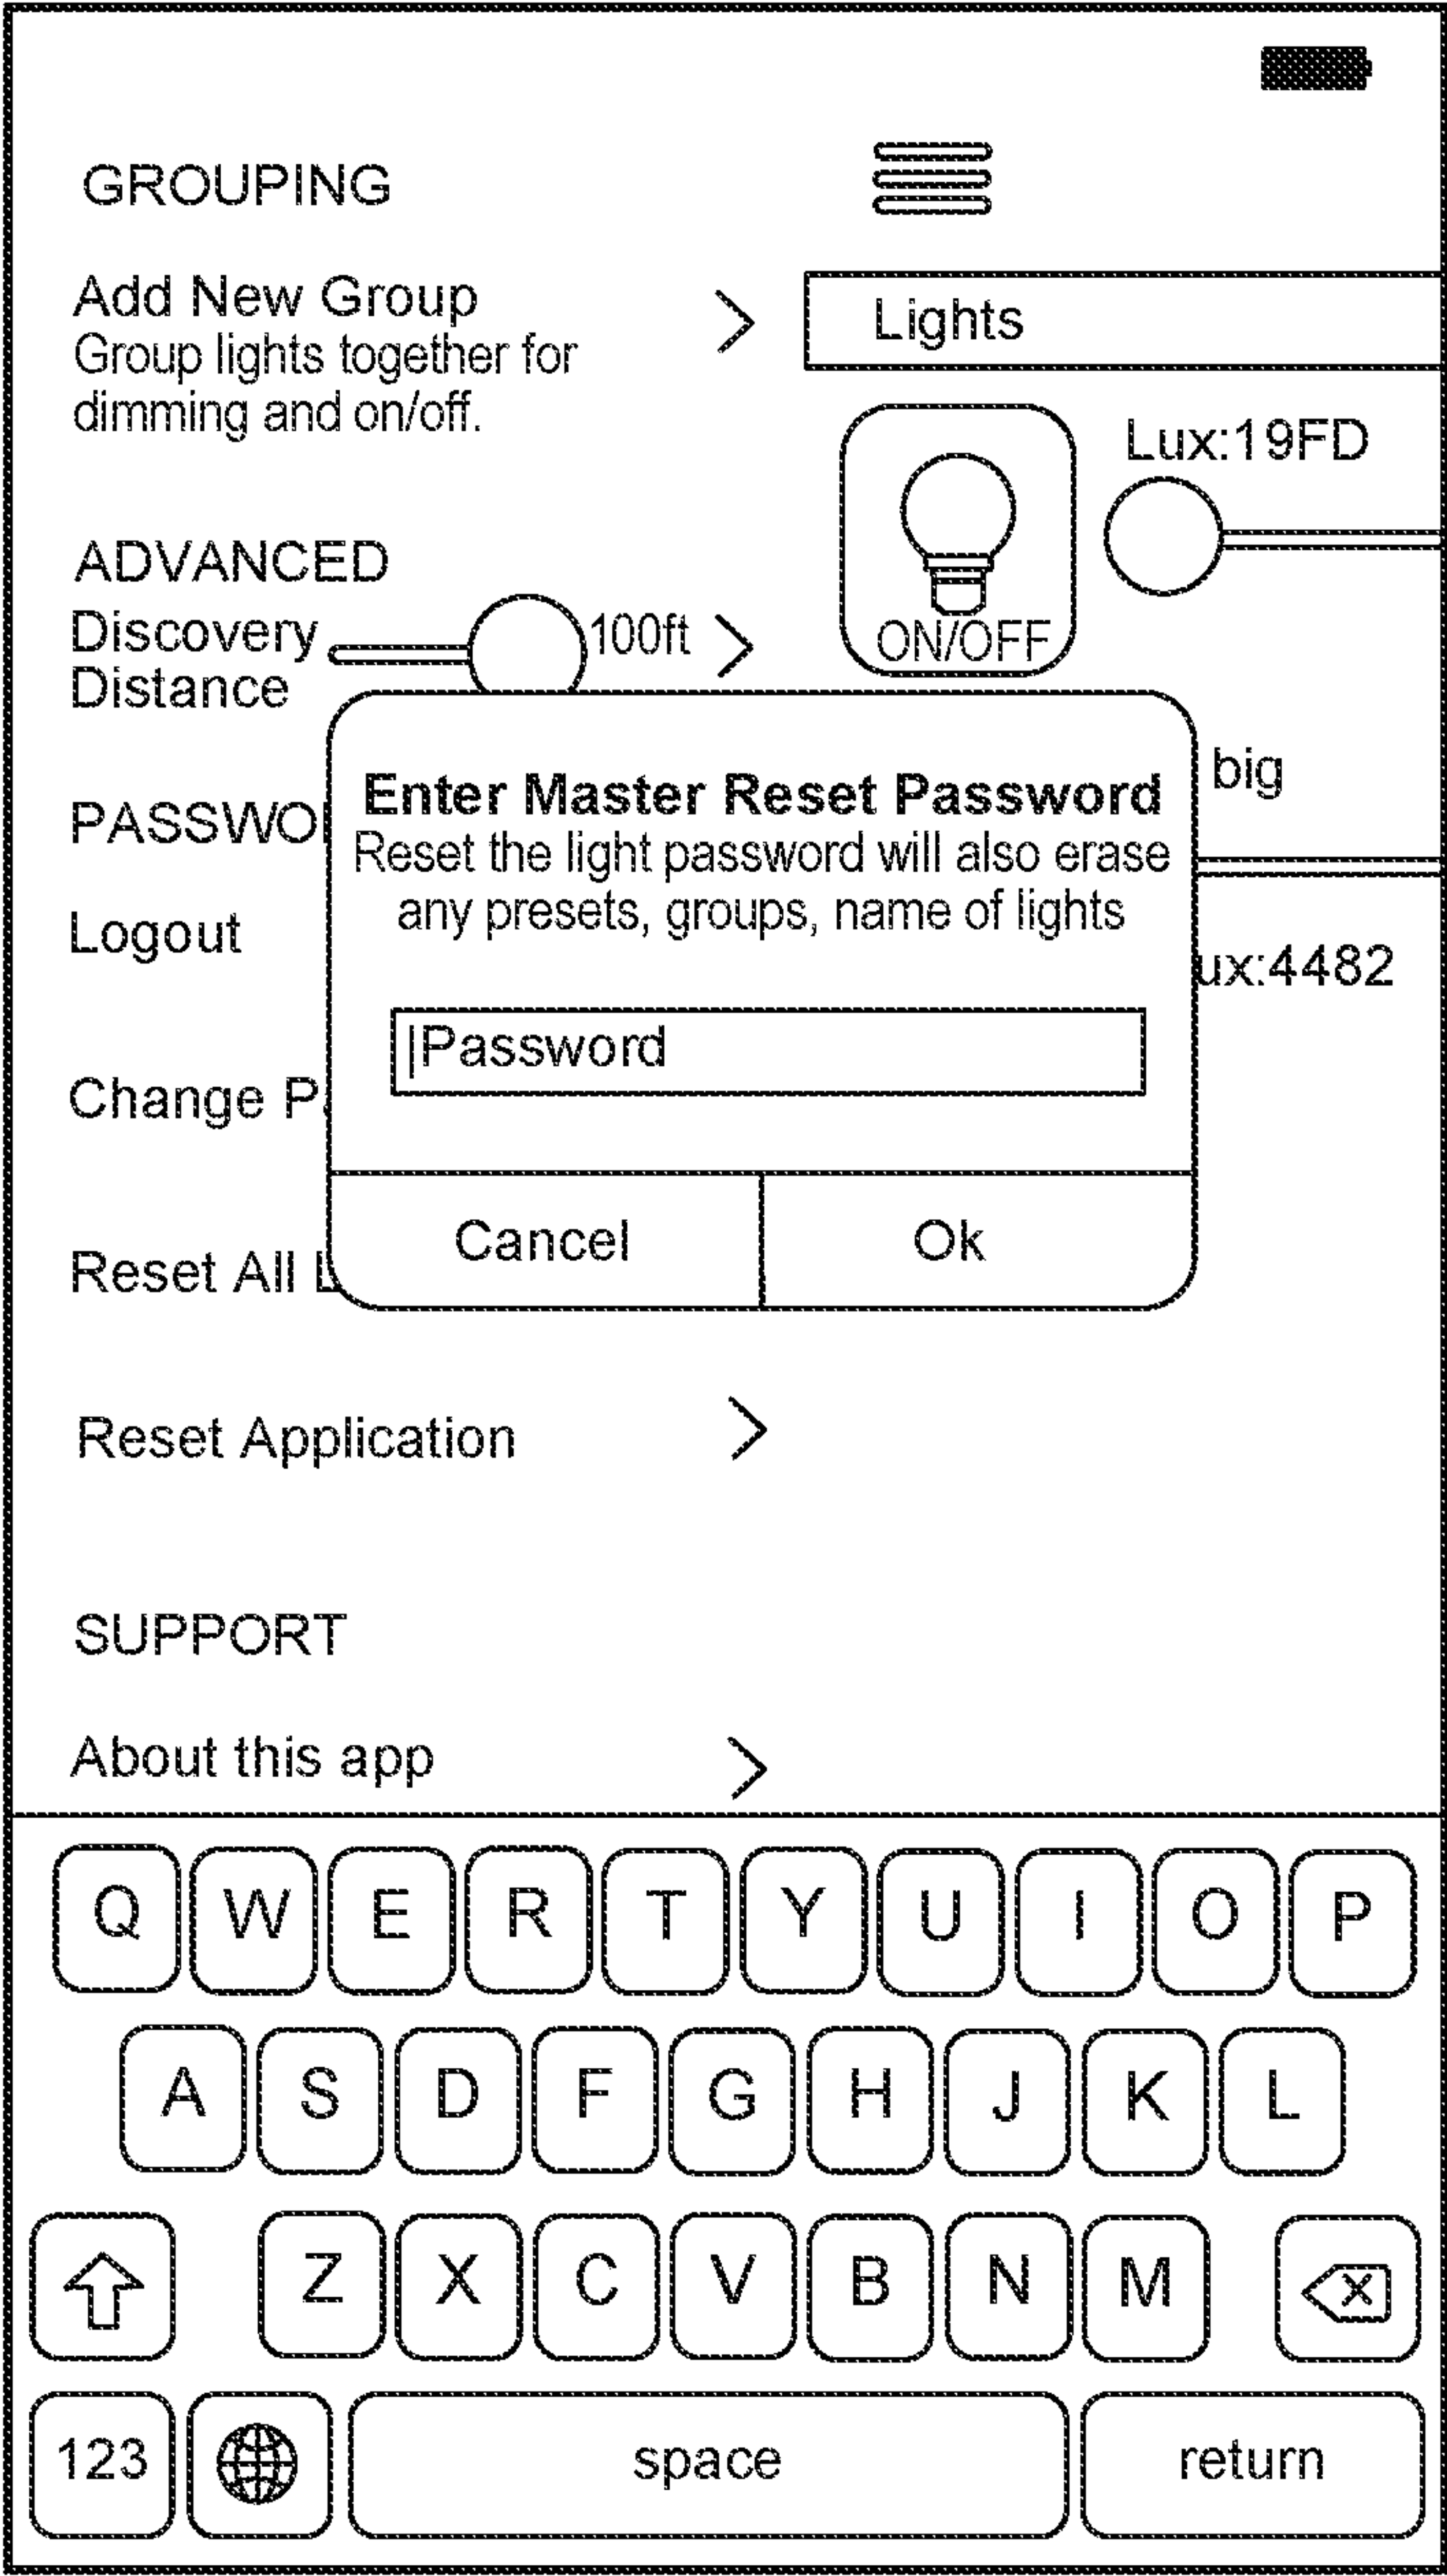 GROUPING
Add New Group
Group lights together for
dimming and on/off.
Lights
Lux:19FD
ON/OFF
ADVANCED
Discovery
Distance
100ft
big
PASSWO
Enter Master Reset Password
Reset the light password will also erase
any presets, groups, name of lights
Logout
ux:4482
Password
Change P
Cancel
Ok
Reset All L
Reset Application
SUPPORT
About this app
Q W E R T Y U I O P
A S D F G H J K L
Z X C V B N M
123 space return